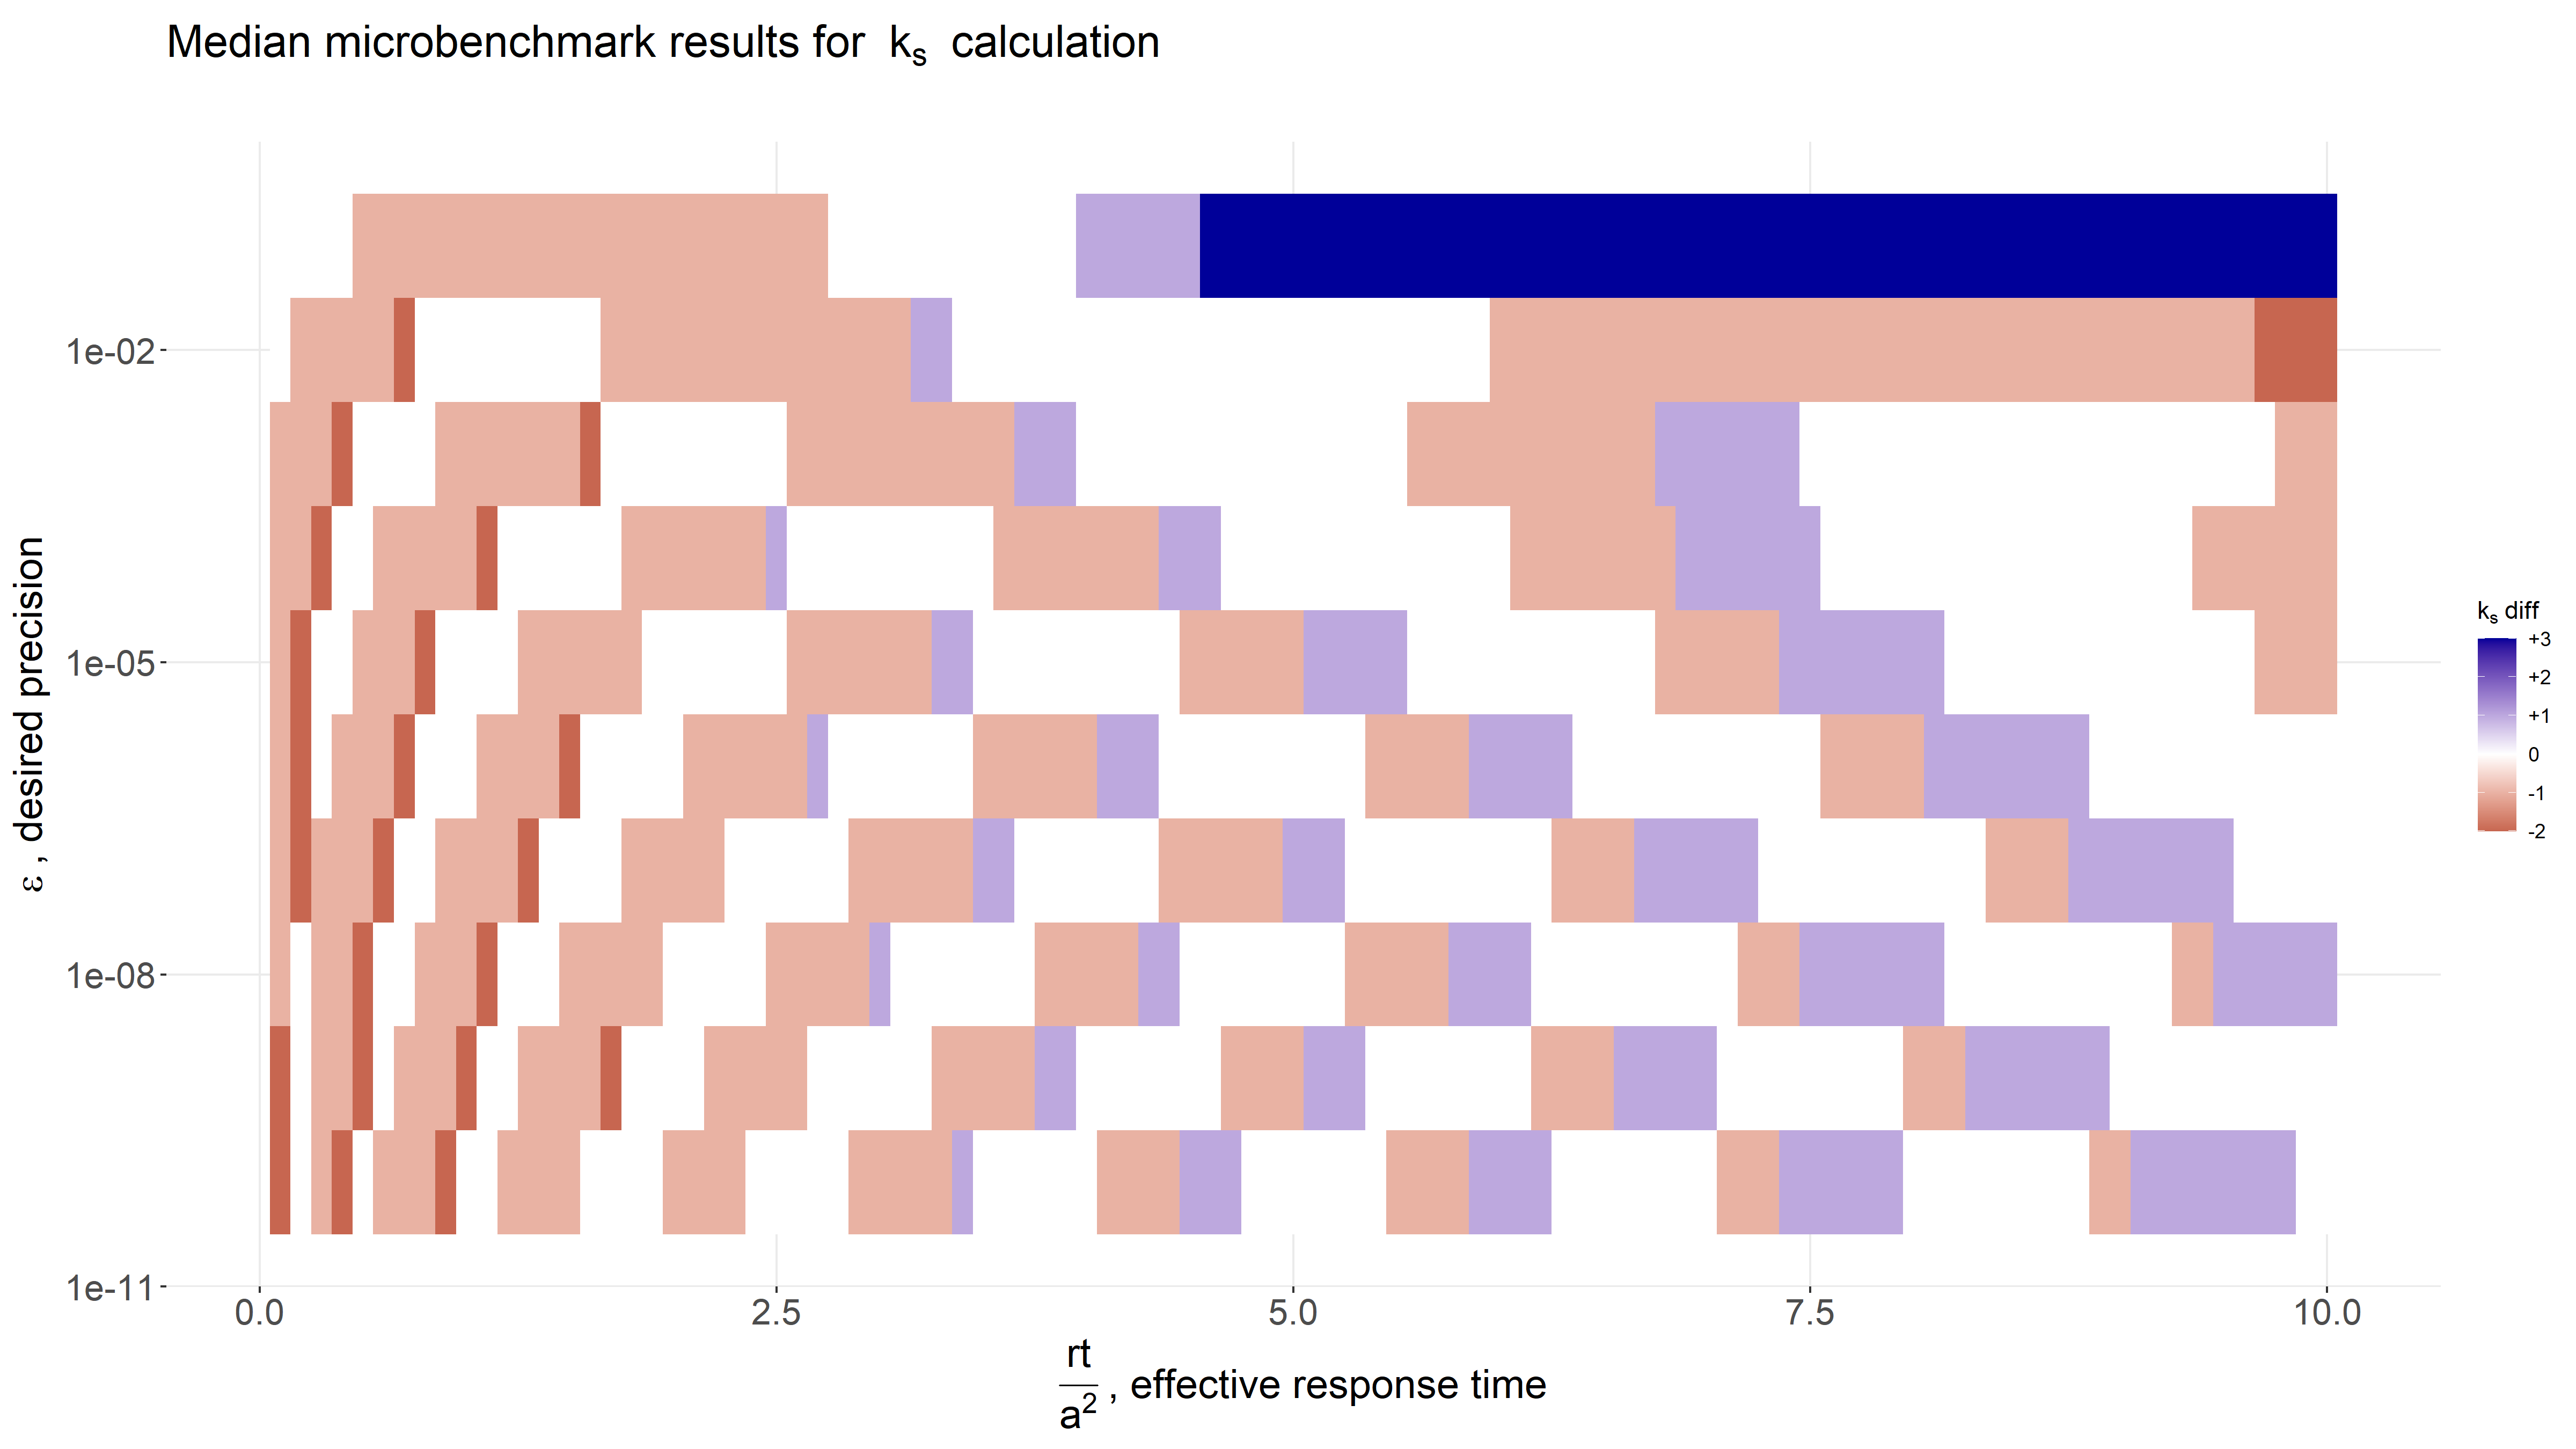 Median microbenchmark results for k_s calculation
ε , desired precision
1e-02
1e-05
1e-08
1e-11
0.0 2.5 5.0 7.5 10.0
rt
a² , effective response time
k_s diff
+3
+2
+1
0
-1
-2